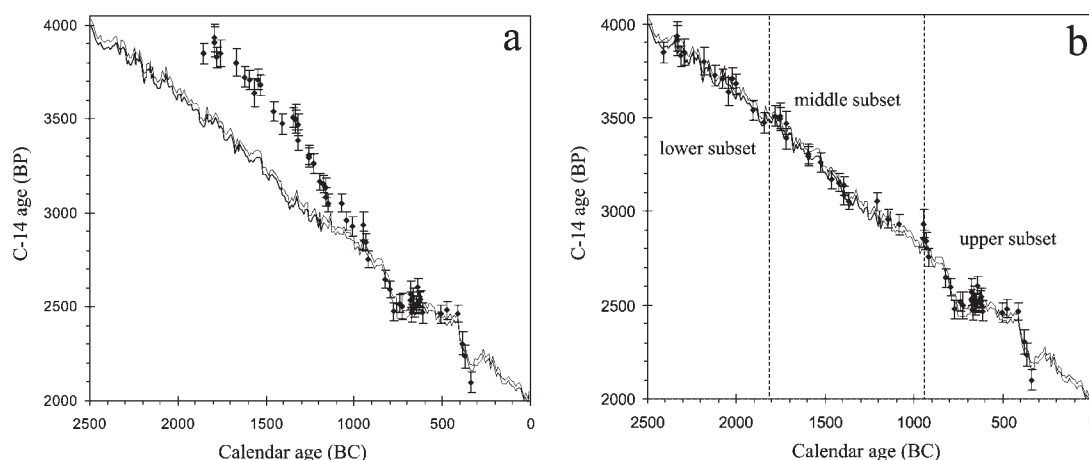 a
4000
3500
3000
2500
2000
C-14 age (BP)
2500 2000 1500 1000 500 0
Calendar age (BC)
b
4000
3500
3000
2500
2000
C-14 age (BP)
middle subset
lower subset
upper subset
2500 2000 1500 1000 500 0
Calendar age (BC)